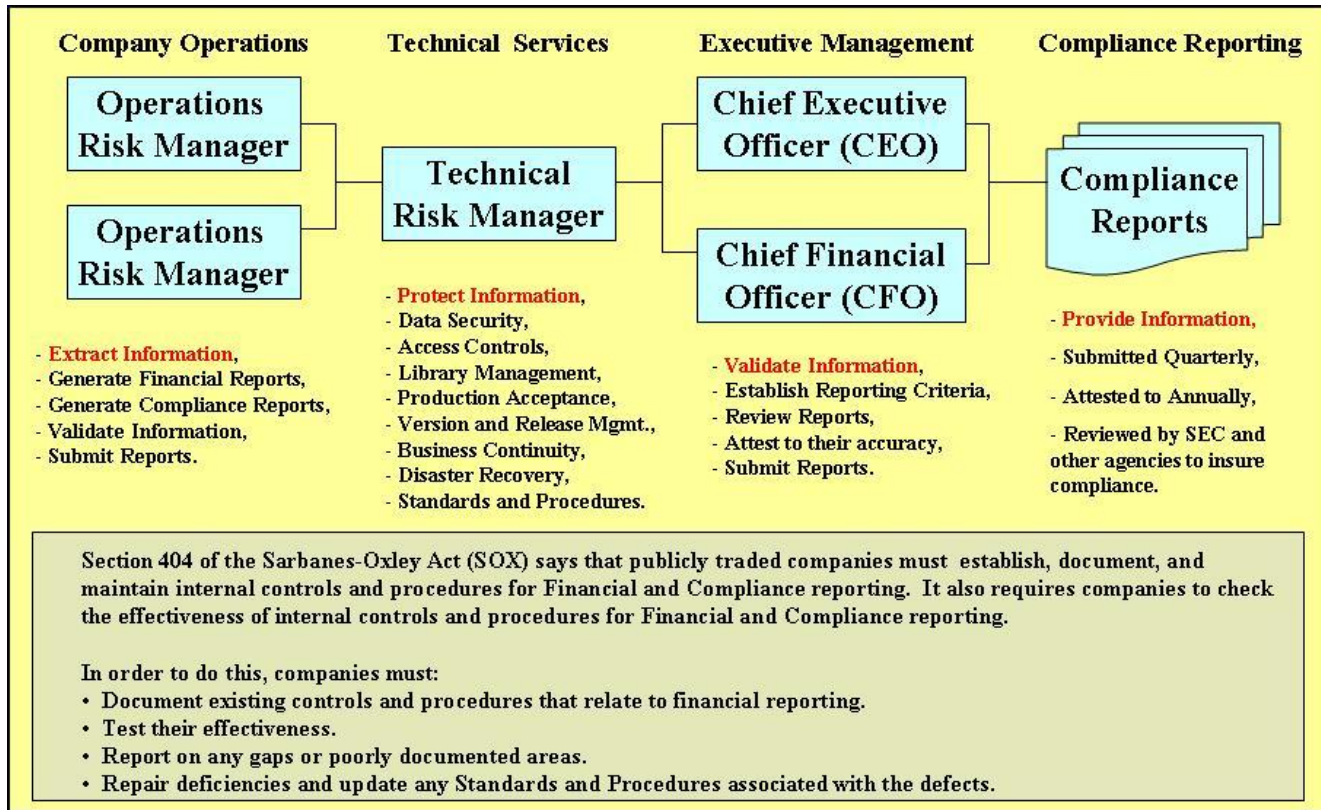 Company Operations
Technical Services
Executive Management
Compliance Reporting
Operations
Risk Manager
Operations
Risk Manager
- Extract Information,
- Generate Financial Reports,
- Generate Compliance Reports,
- Validate Information,
- Submit Reports.
Technical
Risk Manager
- Protect Information,
- Data Security,
- Access Controls,
- Library Management,
- Production Acceptance,
- Version and Release Mgmt.,
- Business Continuity,
- Disaster Recovery,
- Standards and Procedures.
Chief Executive
Officer (CEO)
Chief Financial
Officer (CFO)
- Validate Information,
- Establish Reporting Criteria,
- Review Reports,
- Attest to their accuracy,
- Submit Reports.
Compliance
Reports
- Provide Information,
- Submitted Quarterly,
- Attested to Annually,
- Reviewed by SEC and
other agencies to insure
compliance.
Section 404 of the Sarbanes-Oxley Act (SOX) says that publicly traded companies must establish, document, and
maintain internal controls and procedures for Financial and Compliance reporting. It also requires companies to check
the effectiveness of internal controls and procedures for Financial and Compliance reporting.
In order to do this, companies must:
• Document existing controls and procedures that relate to financial reporting.
• Test their effectiveness.
• Report on any gaps or poorly documented areas.
• Repair deficiencies and update any Standards and Procedures associated with the defects.